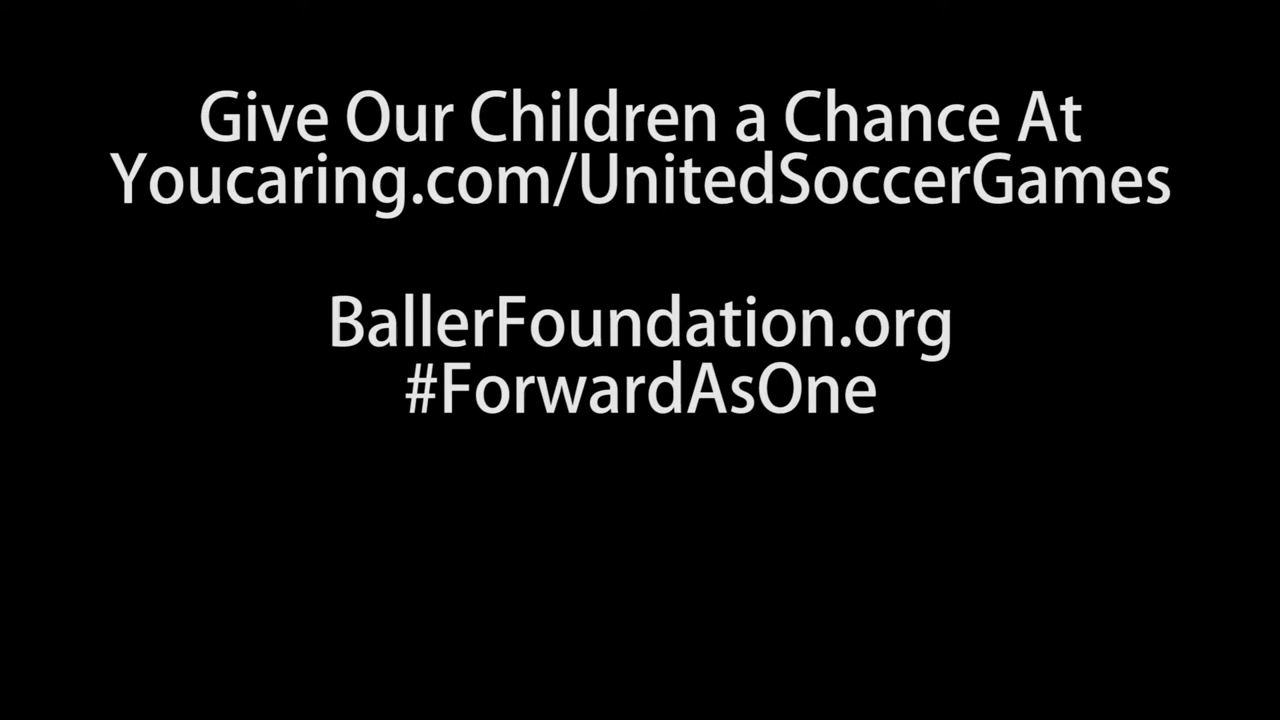 Give Our Children a Chance At
Youcaring.com/UnitedSoccerGames
BallerFoundation.org
#ForwardAsOne